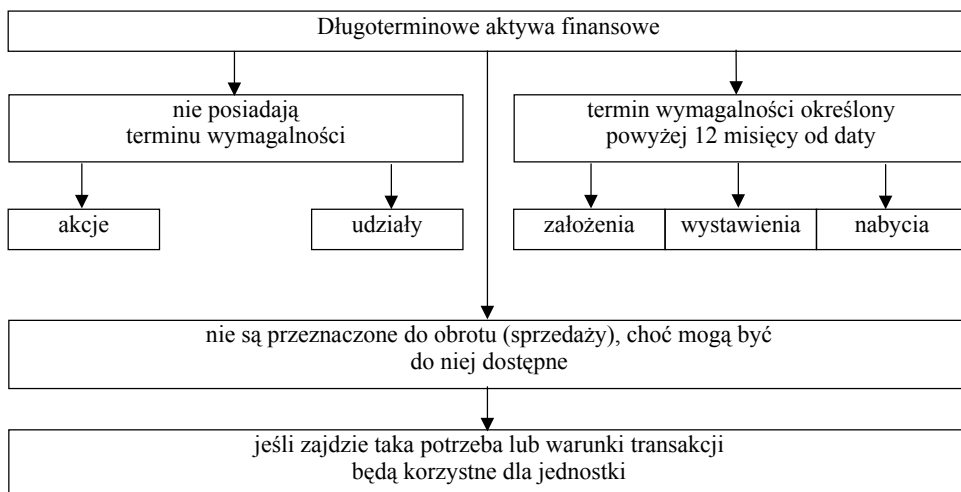 Długoterminowe aktywa finansowe
nie posiadają
terminu wymagalności
termin wymagalności określony
powyżej 12 misięcy od daty
akcje
udziały
założenia
wystawienia
nabycia
nie są przeznaczone do obrotu (sprzedaży), choć mogą być
do niej dostępne
jeśli zajdzie taka potrzeba lub warunki transakcji
będą korzystne dla jednostki